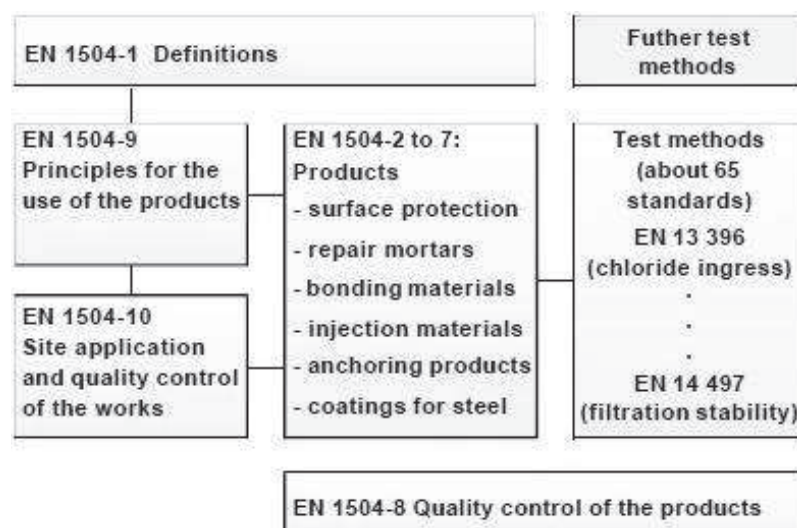 EN 1504-1 Definitions
Futher test
methods
EN 1504-9
Principles for the
use of the products
EN 1504-2 to 7:
Products
- surface protection
- repair mortars
- bonding materials
- injection materials
- anchoring products
- coatings for steel
Test methods
(about 65
standards)
EN 13 396
(chloride ingress)
.
.
.
EN 14 497
(filtration stability)
EN 1504-10
Site application
and quality control
of the works
EN 1504-8 Quality control of the products